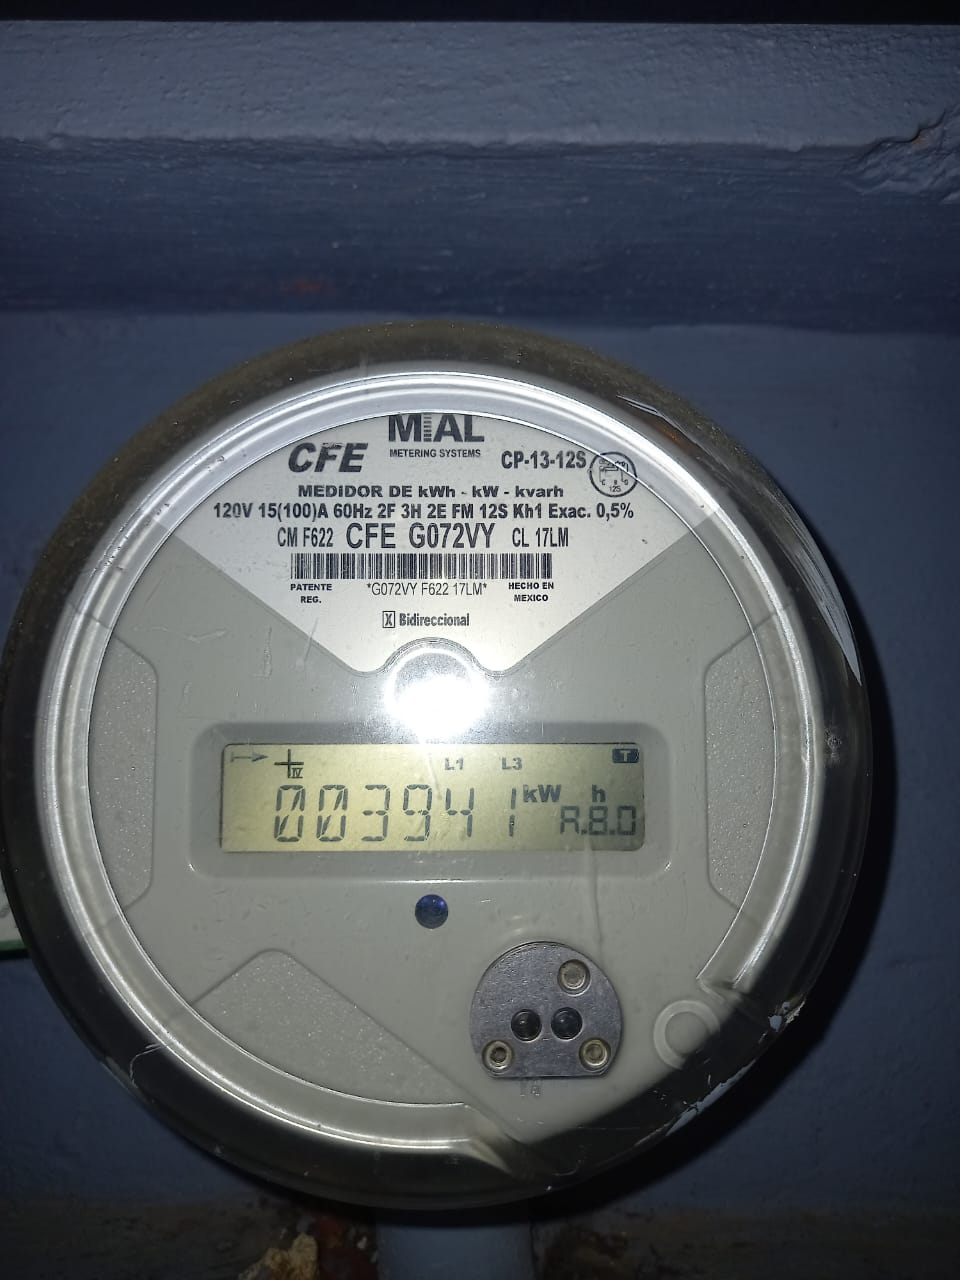 MIAL
METERING SYSTEMS
CFE
CP-13-12S
12S
MEDIDOR DE kWh - kW - kvarh
120V 15(100)A 60Hz 2F 3H 2E FM 12S Kh1 Exac. 0,5%
CM F622 CFE G072VY CL 17LM
PATENTE REG.
*G072VY F622 17LM*
HECHO EN MEXICO
X Bidireccional
IV L1 L3 T
003941 kW h
A.8.0